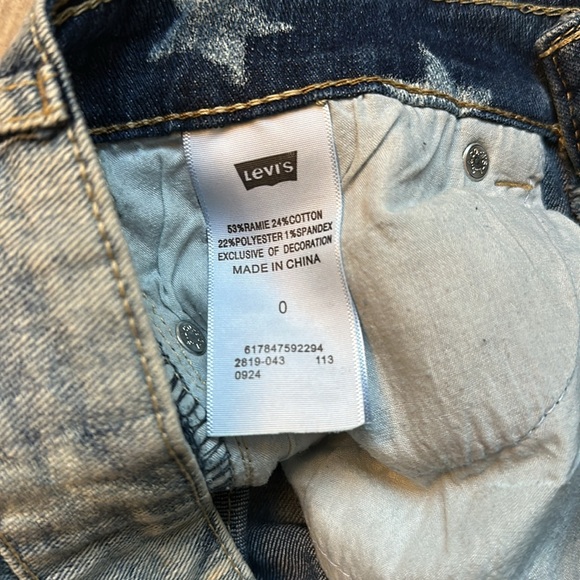 Levi's
53%RAMIE 24%COTTON
22%POLYESTER 1%SPANDEX
EXCLUSIVE OF DECORATION
MADE IN CHINA
0
617847592294
2819-043 113
0924